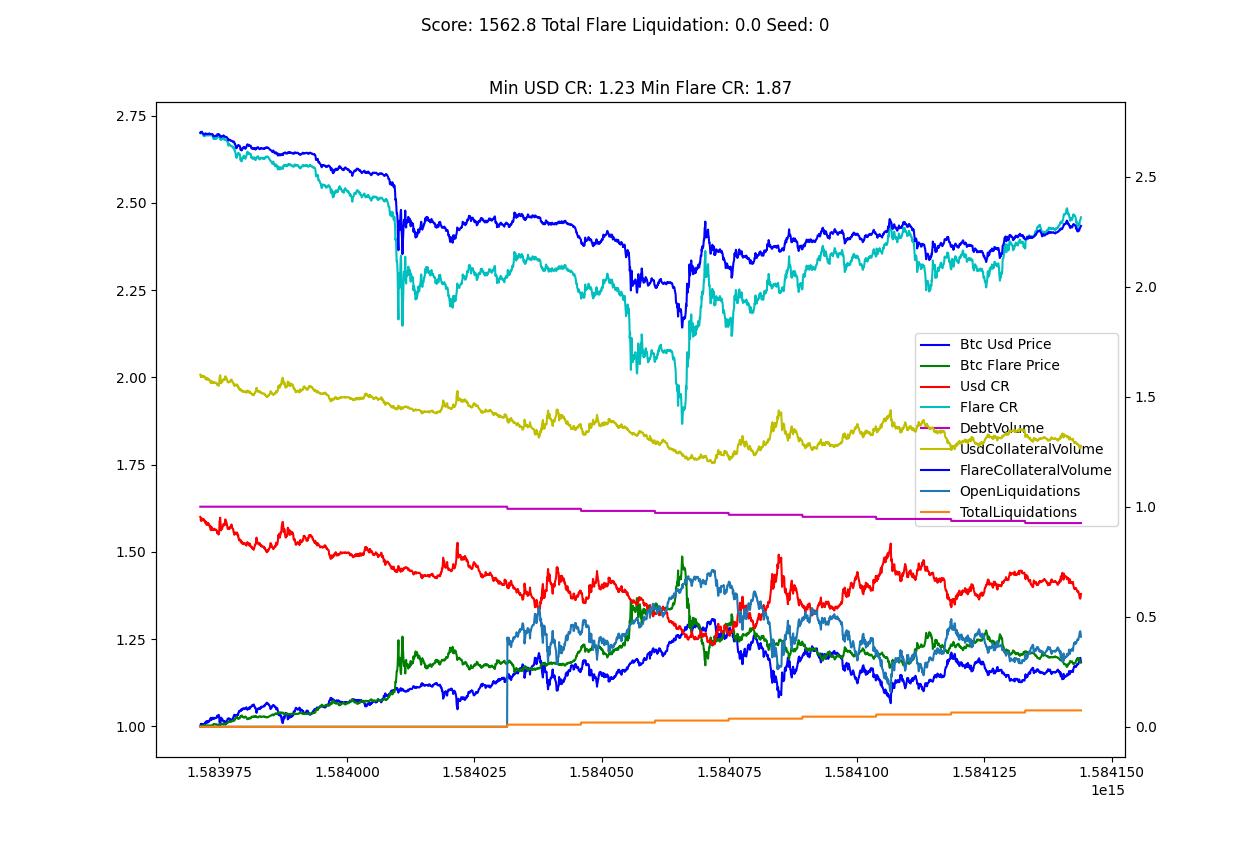 Score: 1562.8 Total Flare Liquidation: 0.0 Seed: 0
Min USD CR: 1.23 Min Flare CR: 1.87
2.75
2.50
2.25
2.00
1.75
1.50
1.25
1.00
2.5
2.0
1.5
1.0
0.5
0.0
Btc Usd Price
Btc Flare Price
Usd CR
Flare CR
DebtVolume
UsdCollateralVolume
FlareCollateralVolume
OpenLiquidations
TotalLiquidations
1.583975 1.584000 1.584025 1.584050 1.584075 1.584100 1.584125 1.584150
1e15